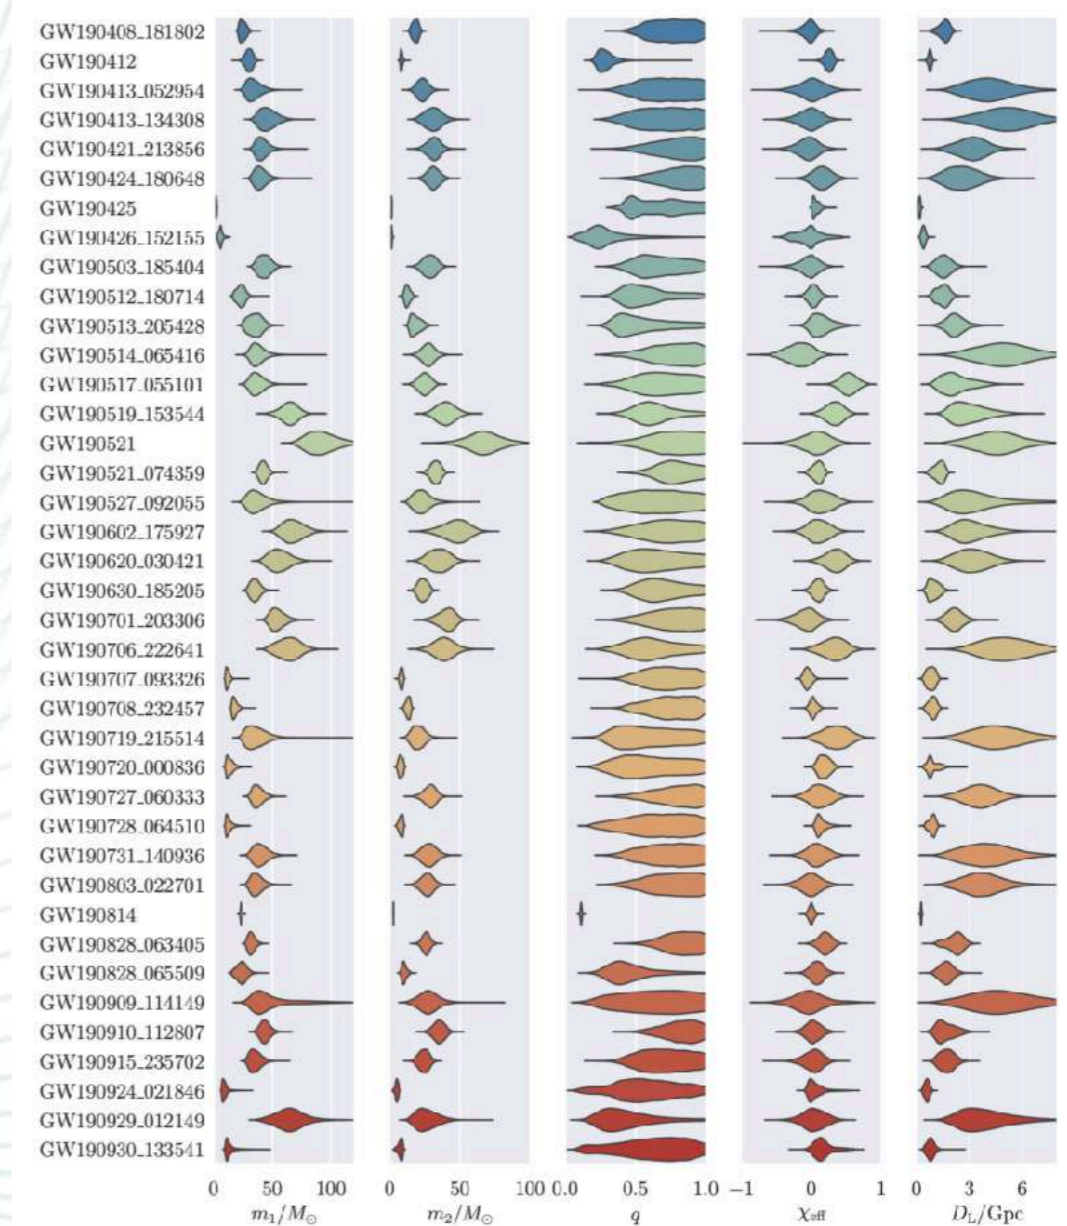 GW190408_181802
GW190412
GW190413_052954
GW190413_134308
GW190421_213856
GW190424_180648
GW190425
GW190426_152155
GW190503_185404
GW190512_180714
GW190513_205428
GW190514_065416
GW190517_055101
GW190519_153544
GW190521
GW190521_074359
GW190527_092055
GW190602_175927
GW190620_030421
GW190630_185205
GW190701_203306
GW190706_222641
GW190707_093326
GW190708_232457
GW190719_215514
GW190720_000836
GW190727_060333
GW190728_064510
GW190731_140936
GW190803_022701
GW190814
GW190828_063405
GW190828_065509
GW190909_114149
GW190910_112807
GW190915_235702
GW190924_021846
GW190929_012149
GW190930_133541
0 50 100 0 50 100 0.0 0.5 1.0 −1 0 1 0 3 6
m₁/M☉ m₂/M☉ q χeff DL/Gpc